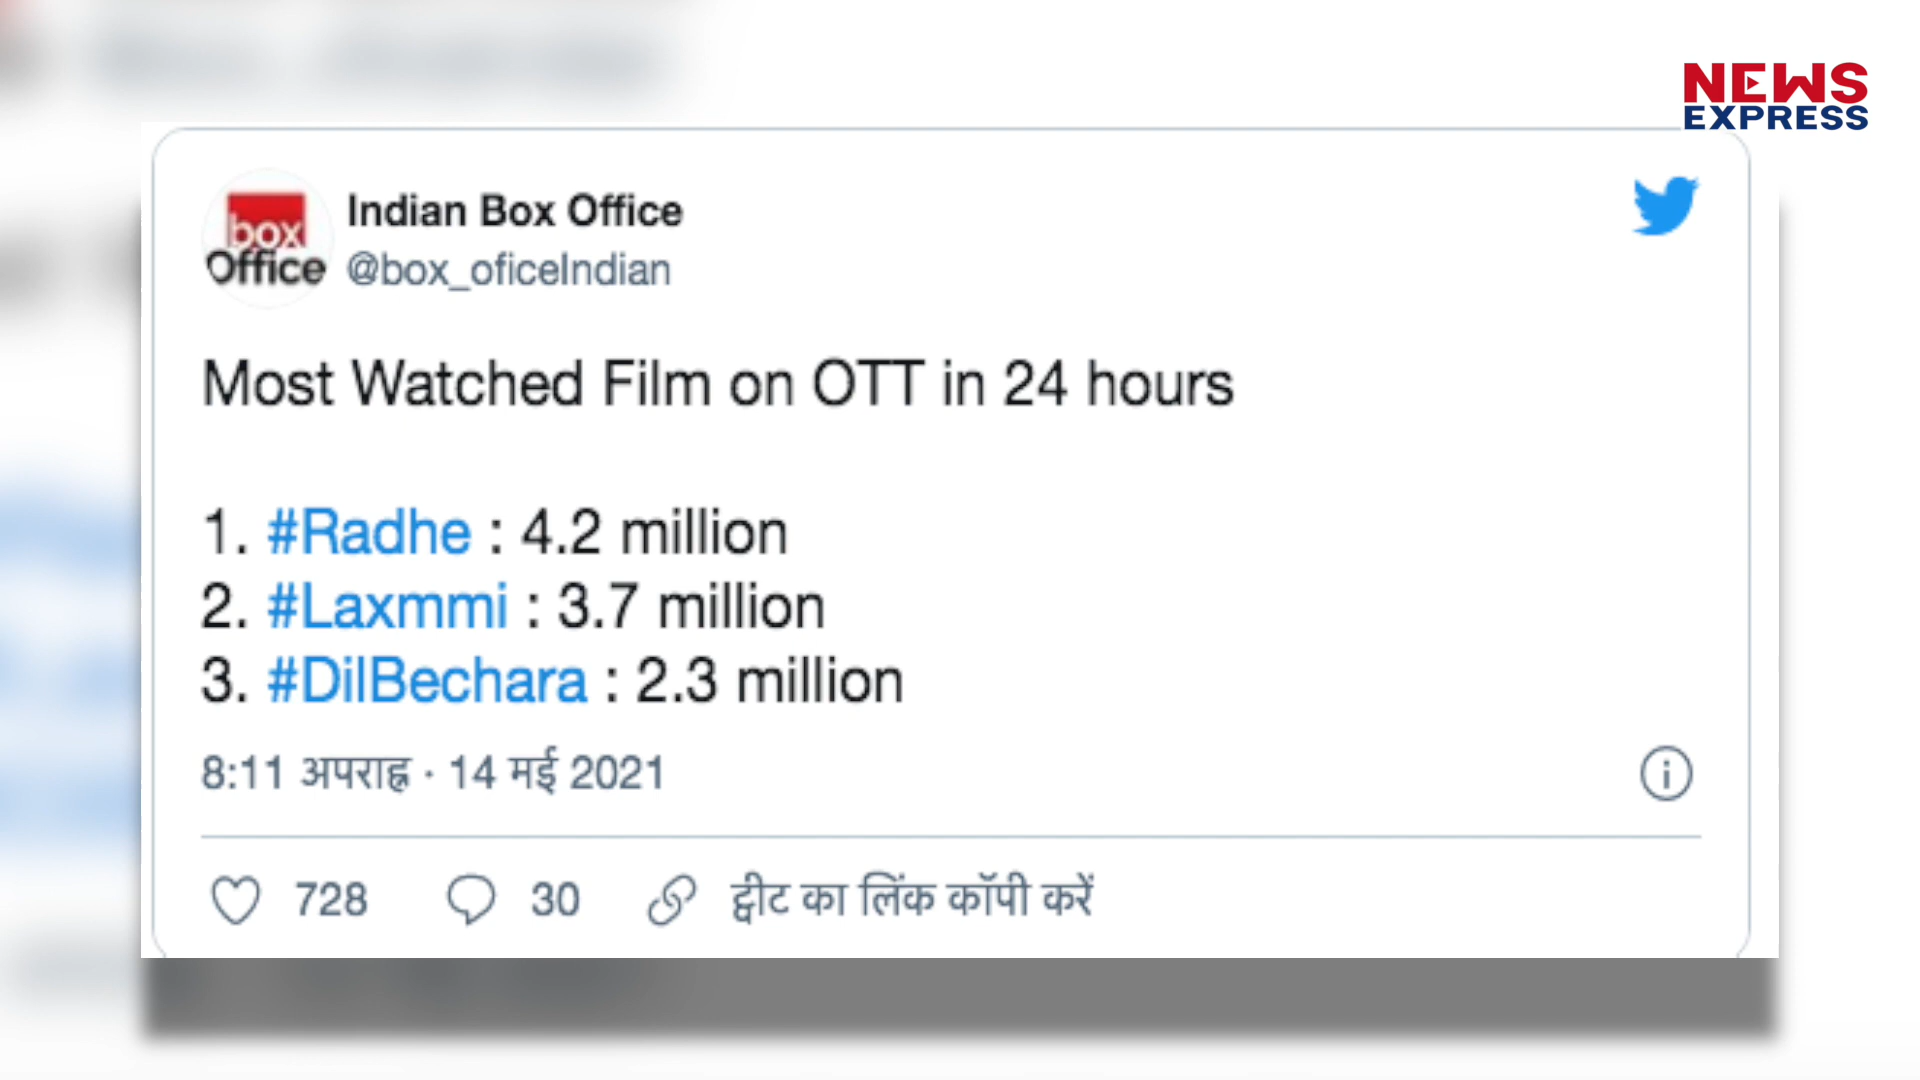 NEWS
EXPRESS
box
Office
Indian Box Office
@box_oficeIndian
Most Watched Film on OTT in 24 hours
1. #Radhe : 4.2 million
2. #Laxmmi : 3.7 million
3. #DilBechara : 2.3 million
8:11 अपराह्न · 14 मई 2021
728 30 ट्वीट का लिंक कॉपी करें